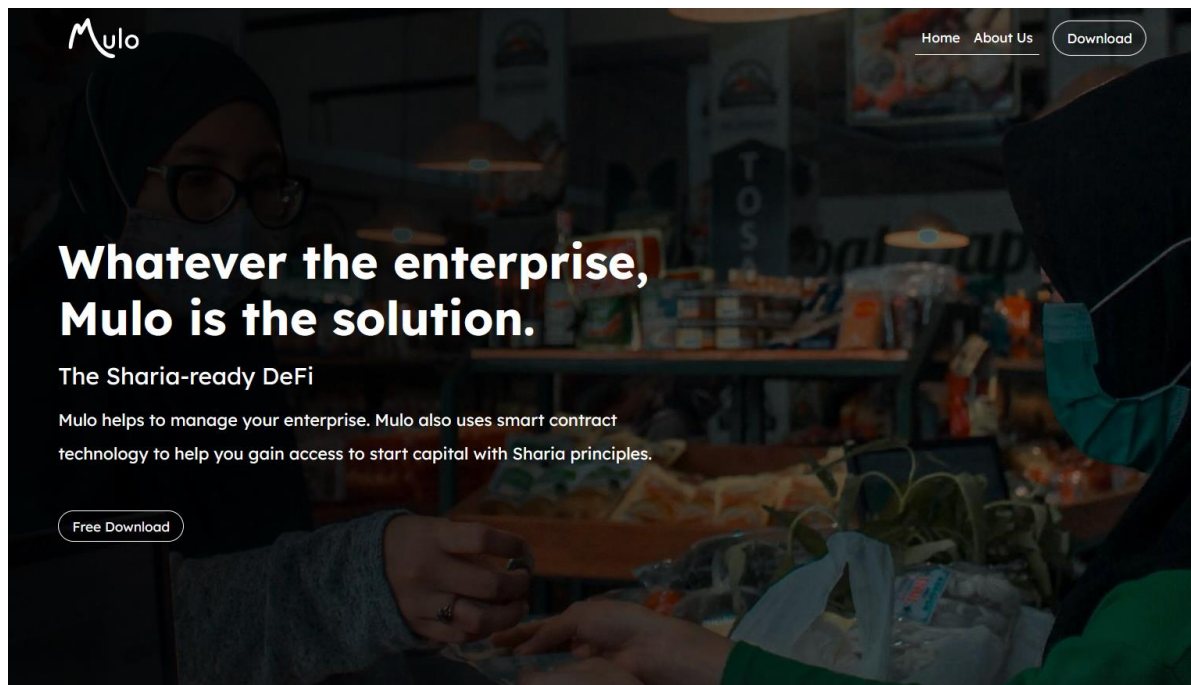 Mulo
Home About Us Download
Whatever the enterprise,
Mulo is the solution.
The Sharia-ready DeFi
Mulo helps to manage your enterprise. Mulo also uses smart contract
technology to help you gain access to start capital with Sharia principles.
Free Download